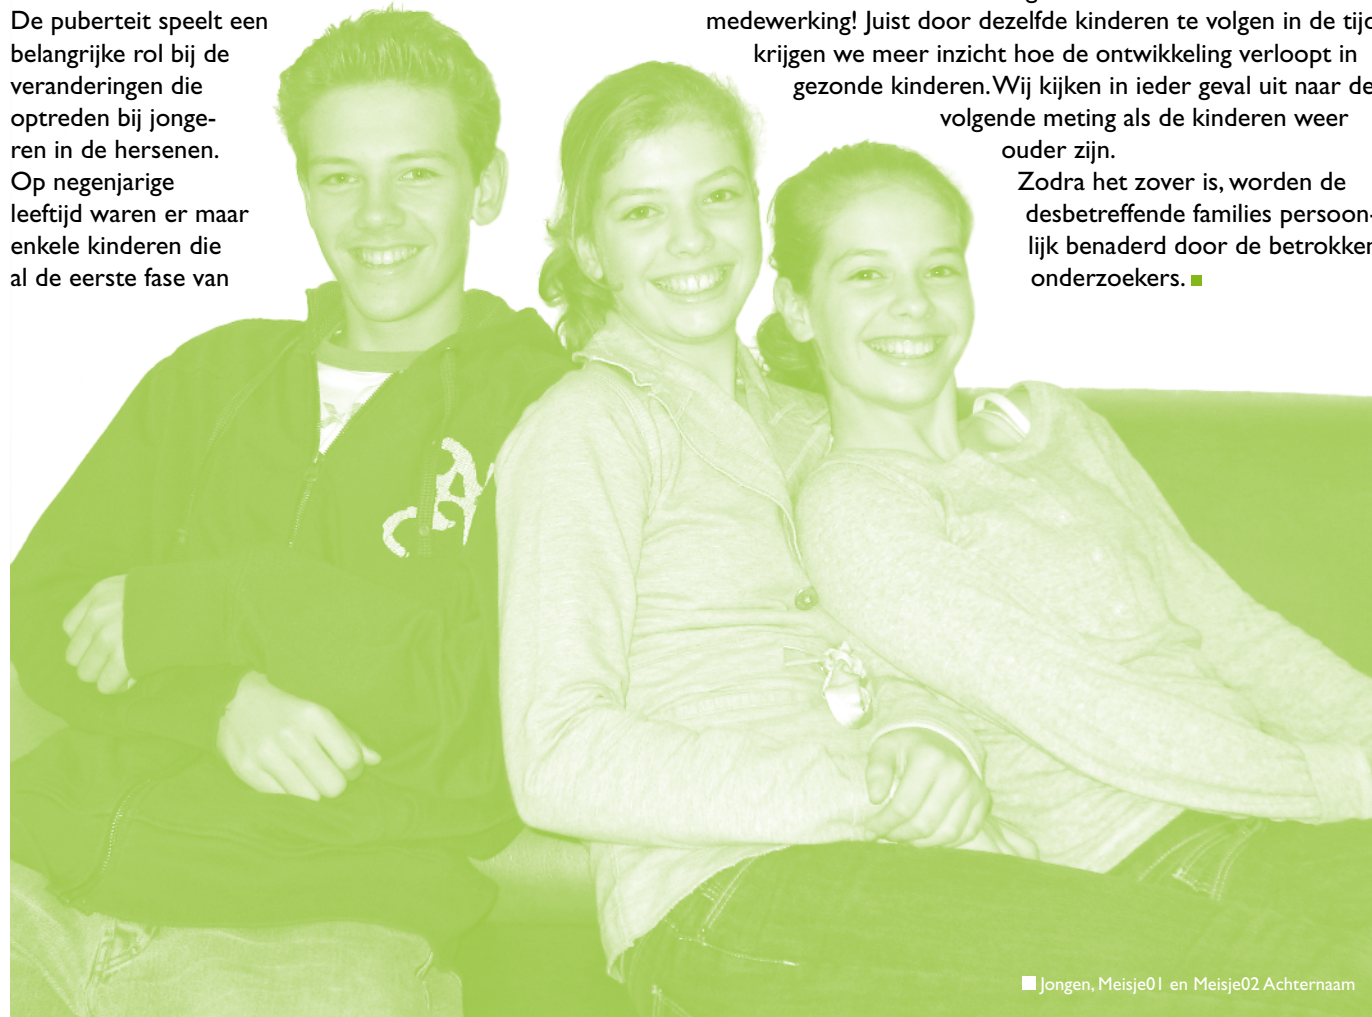 De puberteit speelt een
belangrijke rol bij de
veranderingen die
optreden bij jonge-
ren in de hersenen.
Op negenjarige
leeftijd waren er maar
enkele kinderen die
al de eerste fase van
medewerking! Juist door dezelfde kinderen te volgen in de tijd
krijgen we meer inzicht hoe de ontwikkeling verloopt in
gezonde kinderen. Wij kijken in ieder geval uit naar de
volgende meting als de kinderen weer
ouder zijn.
Zodra het zover is, worden de
desbetreffende families persoon-
lijk benaderd door de betrokken
onderzoekers.
Jongen, Meisje01 en Meisje02 Achternaam